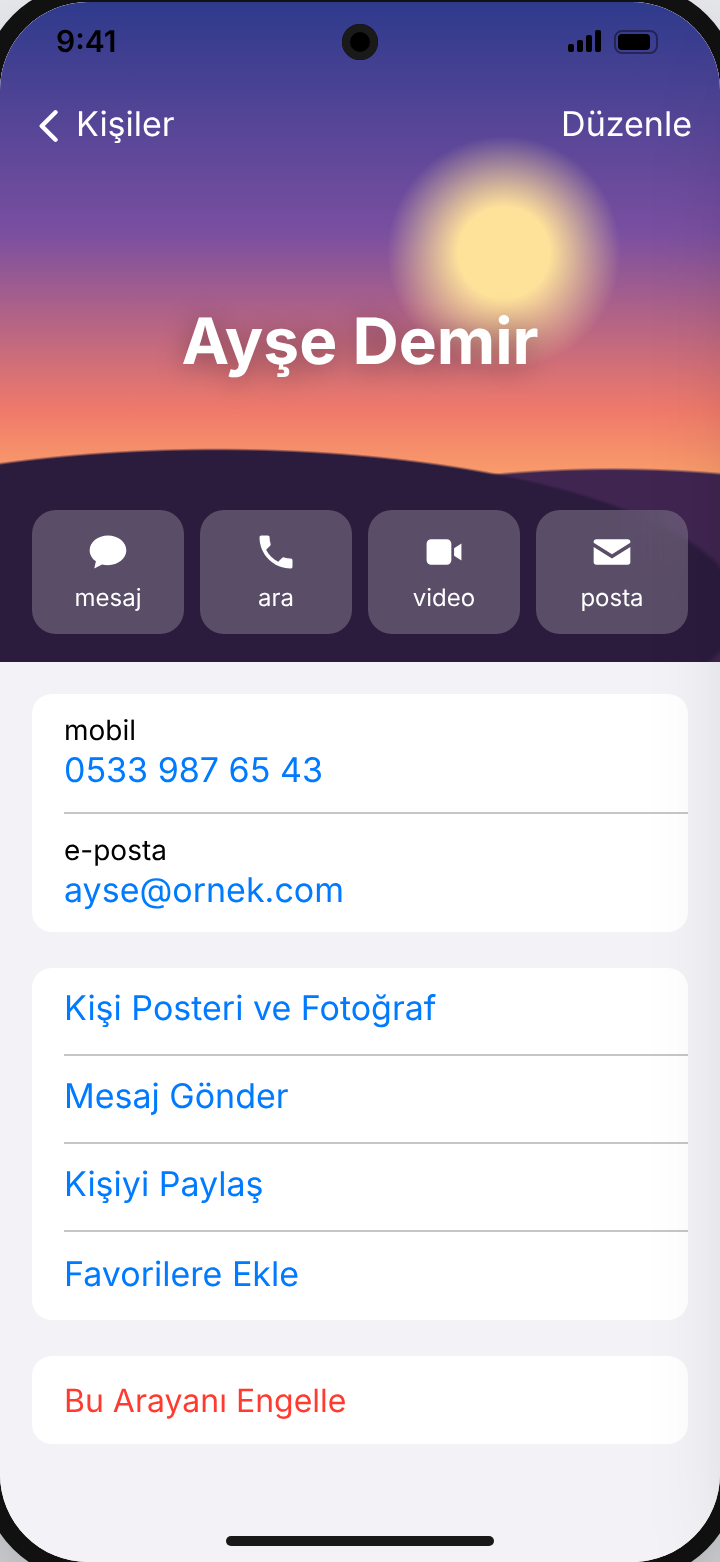 9:41
Kişiler
Düzenle
Ayşe Demir
mesaj
ara
video
posta
mobil
0533 987 65 43
e-posta
ayse@ornek.com
Kişi Posteri ve Fotoğraf
Mesaj Gönder
Kişiyi Paylaş
Favorilere Ekle
Bu Arayanı Engelle